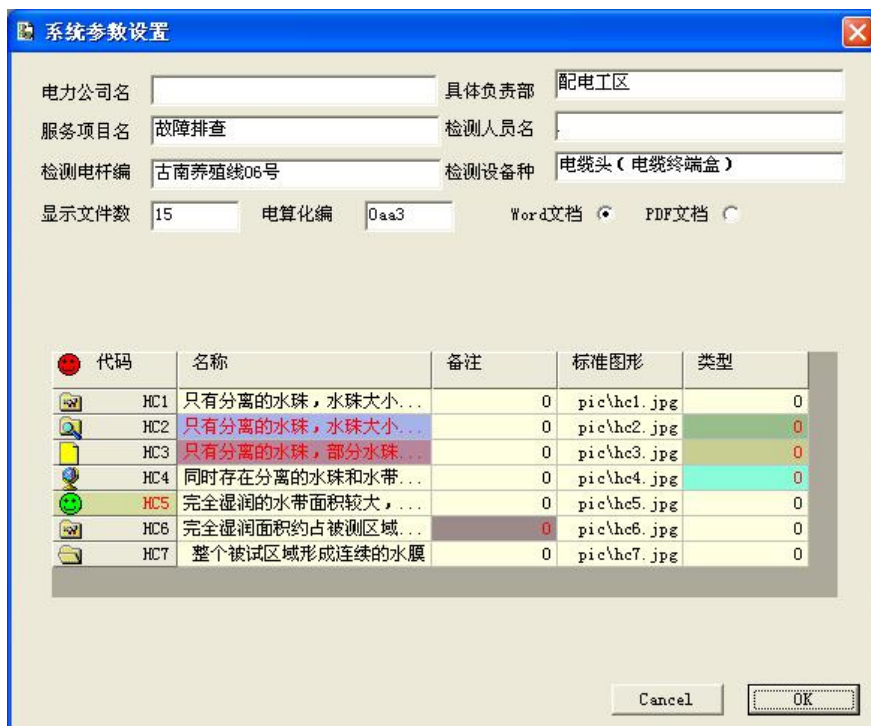 系统参数设置
电力公司名 具体负责部 配电工区
服务项目名 故障排查 检测人员名 .
检测电杆编 古南养殖线06号 检测设备种 电缆头(电缆终端盒)
显示文件数 15 电算化编 0aa3 Word文档 PDF文档
代码 名称 备注 标准图形 类型
HC1 只有分离的水珠,水珠大小... 0 pic\hc1.jpg 0
HC2 只有分离的水珠,水珠大小... 0 pic\hc2.jpg 0
HC3 只有分离的水珠,部分水珠... 0 pic\hc3.jpg 0
HC4 同时存在分离的水珠和水带... 0 pic\hc4.jpg 0
HC5 完全湿润的水带面积较大,... 0 pic\hc5.jpg 0
HC6 完全湿润面积约占被测区域... 0 pic\hc6.jpg 0
HC7 整个被试区域形成连续的水膜 0 pic\hc7.jpg 0
Cancel OK